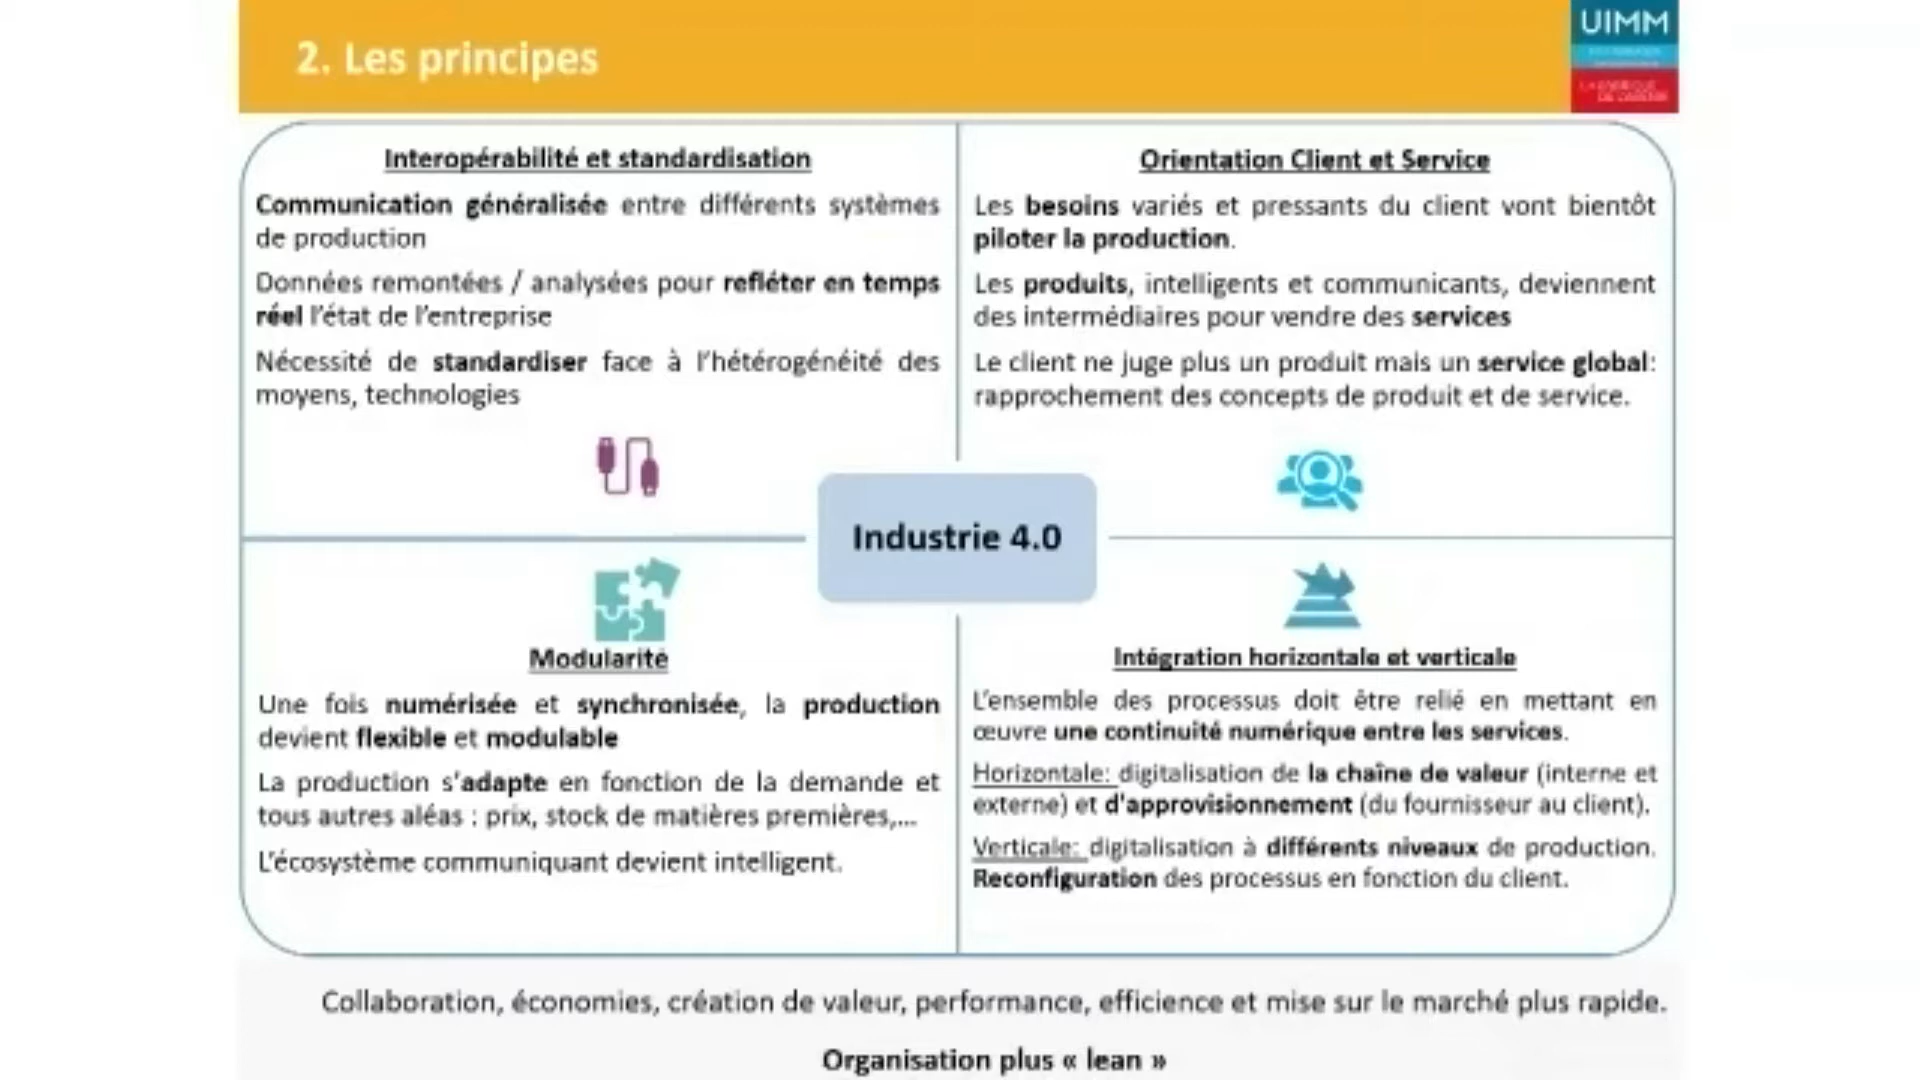 2. Les principes
UIMM
Interopérabilité et standardisation
Communication généralisée entre différents systèmes
de production
Données remontées / analysées pour refléter en temps
réel l'état de l'entreprise
Nécessité de standardiser face à l'hétérogénéité des
moyens, technologies
Orientation Client et Service
Les besoins variés et pressants du client vont bientôt
piloter la production.
Les produits, intelligents et communicants, deviennent
des intermédiaires pour vendre des services
Le client ne juge plus un produit mais un service global:
rapprochement des concepts de produit et de service.
Industrie 4.0
Modularité
Une fois numérisée et synchronisée, la production
devient flexible et modulable
La production s'adapte en fonction de la demande et
tous autres aléas : prix, stock de matières premières,...
L'écosystème communiquant devient intelligent.
Intégration horizontale et verticale
L'ensemble des processus doit être relié en mettant en
œuvre une continuité numérique entre les services.
Horizontale: digitalisation de la chaîne de valeur (interne et
externe) et d'approvisionnement (du fournisseur au client).
Verticale: digitalisation à différents niveaux de production.
Reconfiguration des processus en fonction du client.
Collaboration, économies, création de valeur, performance, efficience et mise sur le marché plus rapide.
Organisation plus « lean »